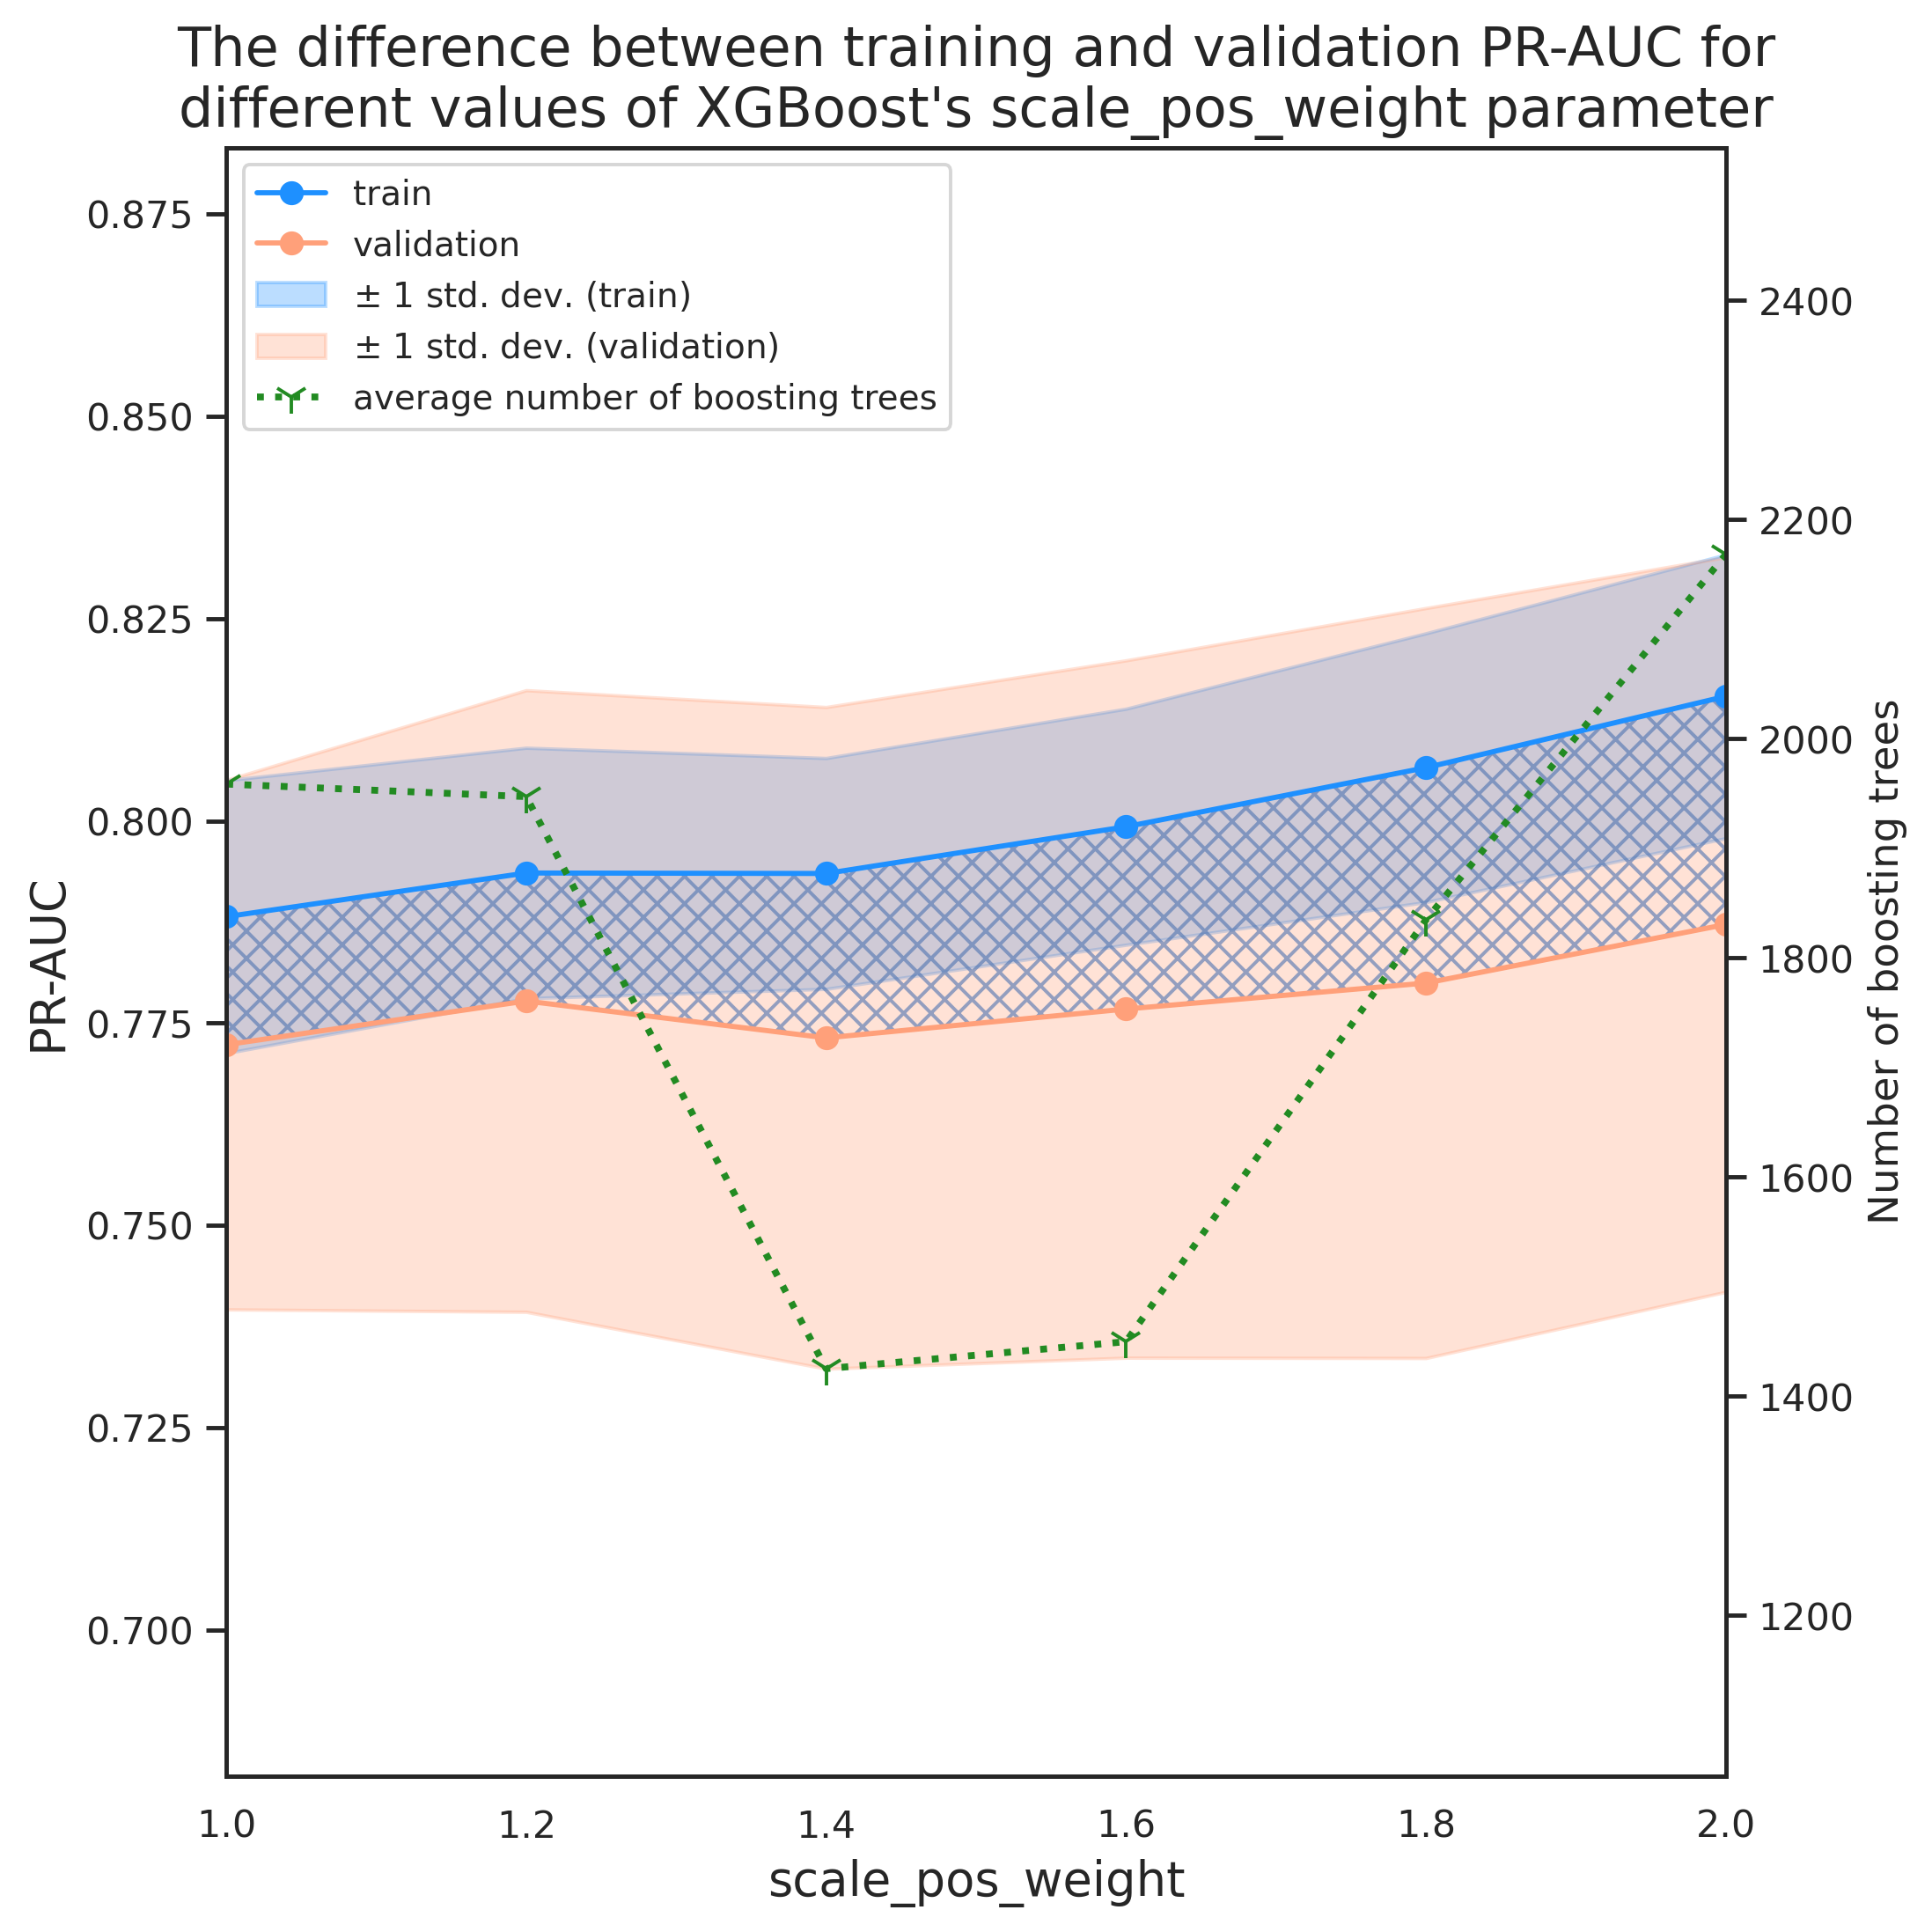 The difference between training and validation PR-AUC for
different values of XGBoost's scale_pos_weight parameter
train
validation
± 1 std. dev. (train)
± 1 std. dev. (validation)
average number of boosting trees
PR-AUC
0.875
0.850
0.825
0.800
0.775
0.750
0.725
0.700
2400
2200
2000
1800
1600
1400
1200
Number of boosting trees
1.0 1.2 1.4 1.6 1.8 2.0
scale_pos_weight